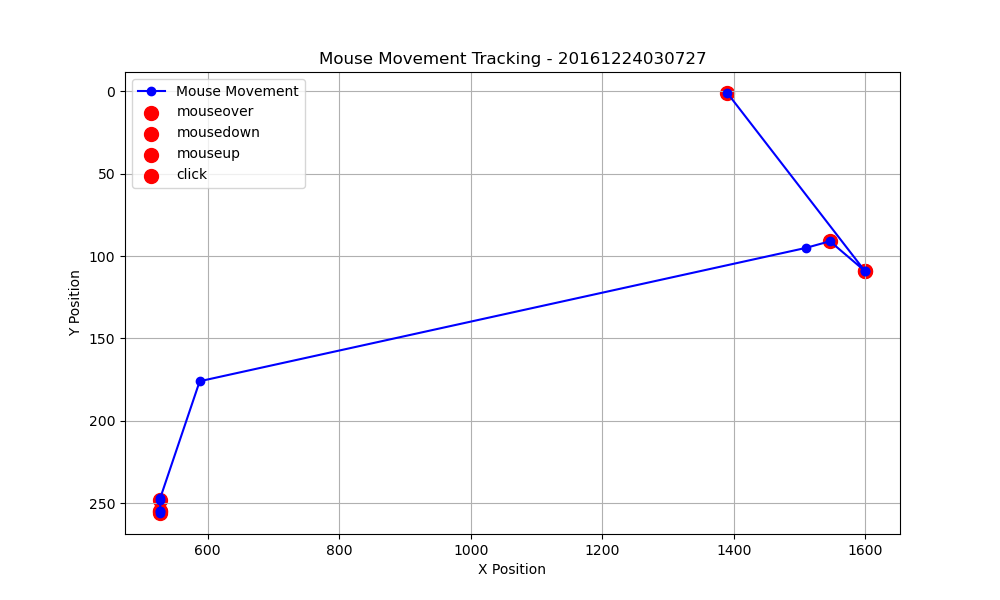 Mouse Movement Tracking - 20161224030727
Mouse Movement
mouseover
mousedown
mouseup
click
0
50
100
150
200
250
Y Position
600 800 1000 1200 1400 1600
X Position